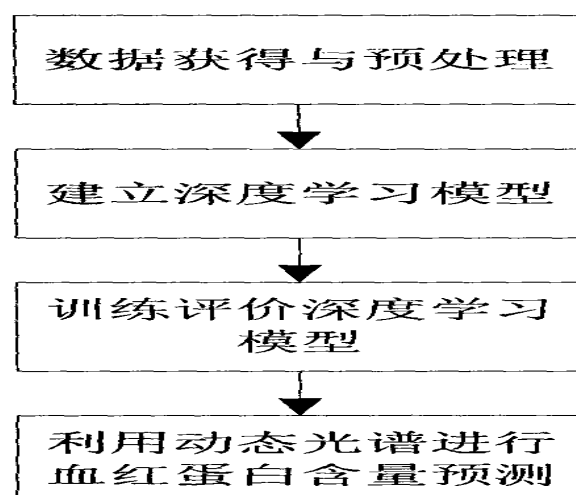 数据获得与预处理
建立深度学习模型
训练评价深度学习
模型
利用动态光谱进行
血红蛋白含量预测